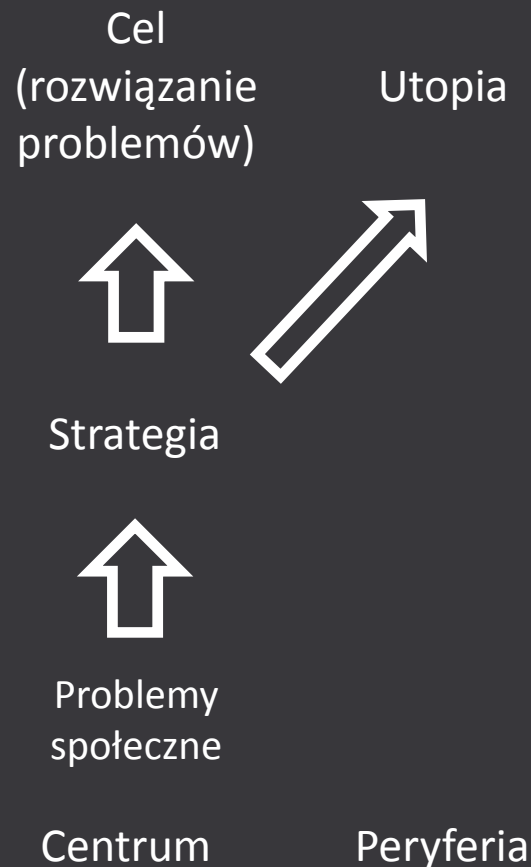 Cel
(rozwiązanie
problemów)
Utopia
Strategia
Problemy
społeczne
Centrum
Peryferia